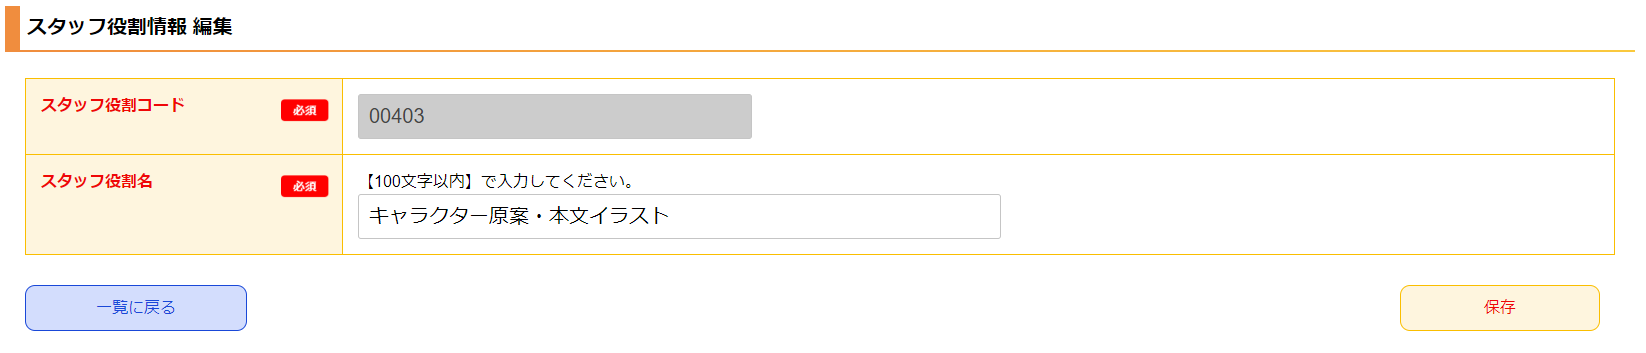 スタッフ役割情報 編集
スタッフ役割コード 必須
00403
スタッフ役割名 必須
【100文字以内】で入力してください。
キャラクター原案・本文イラスト
一覧に戻る
保存